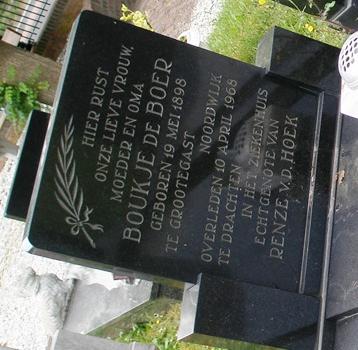 HIER RUST
ONZE LIEVE VROUW,
MOEDER EN OMA
BOUKJE DE BOER
GEBOREN 19 MEI 1898
TE GROOTEGAST
NOORDWIJK
OVERLEDEN 10 APRIL 1968
TE DRACHTEN
IN HET ZIEKENHUIS
ECHTGENOTE VAN
RENZE V.D. HOEK